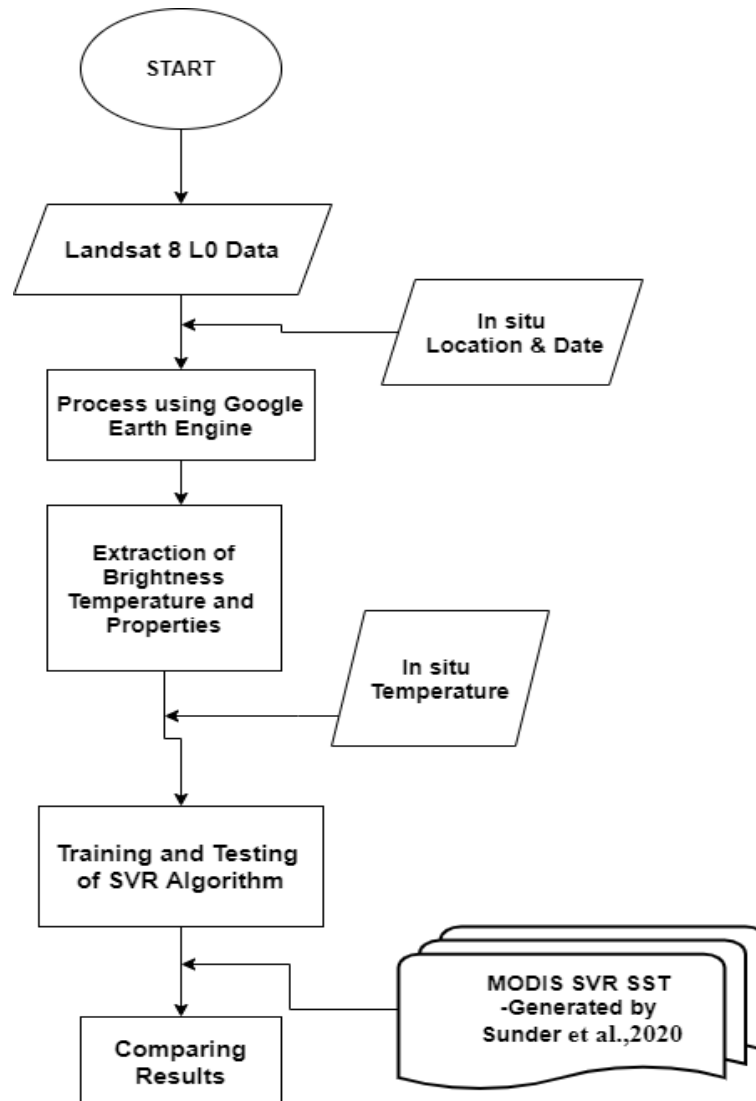 START
Landsat 8 L0 Data
In situ
Location & Date
Process using Google
Earth Engine
Extraction of
Brightness
Temperature and
Properties
In situ
Temperature
Training and Testing
of SVR Algorithm
MODIS SVR SST
-Generated by
Sunder et al.,2020
Comparing
Results